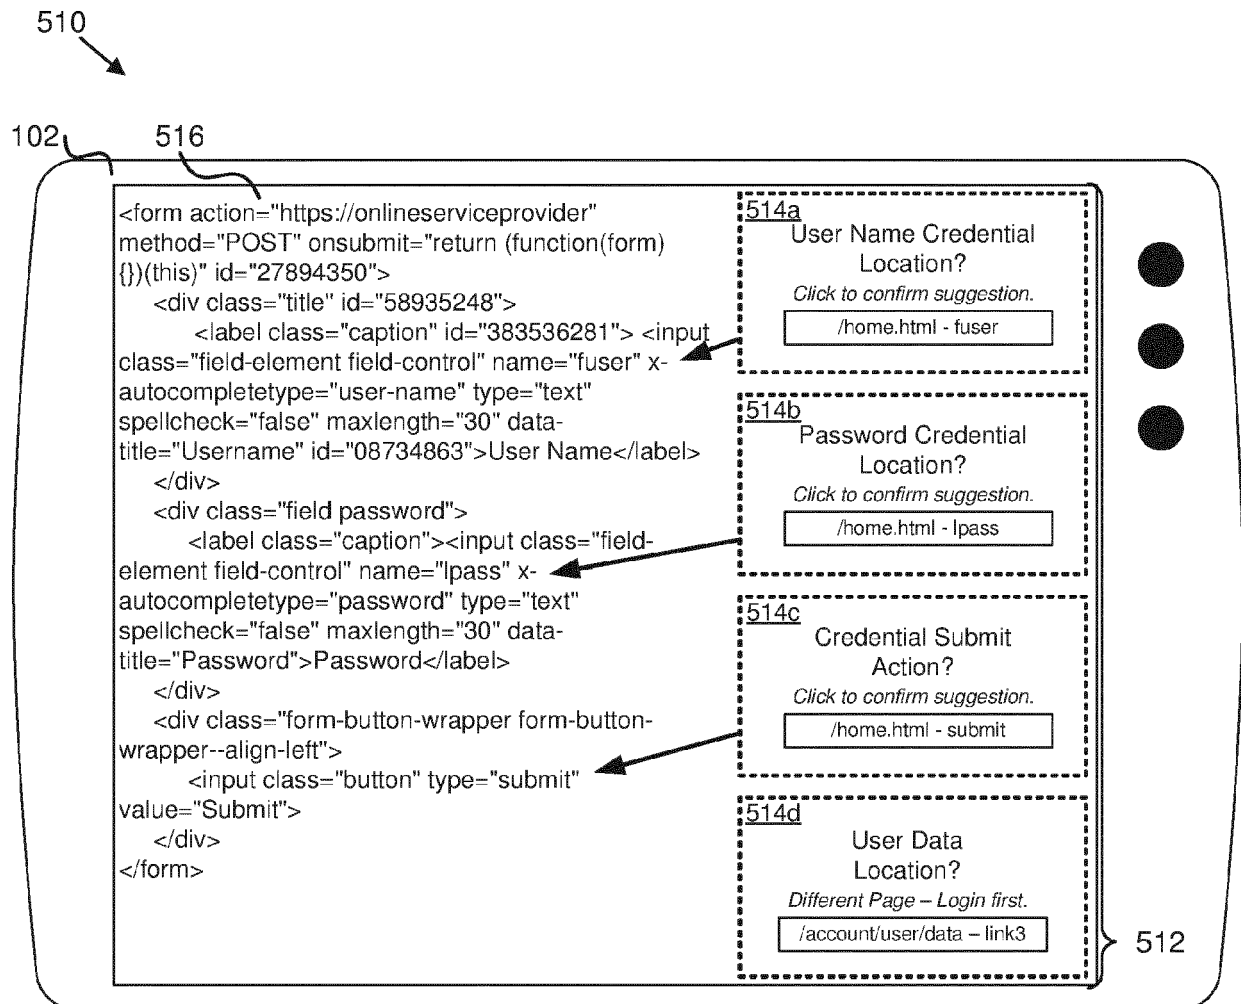 510
102
516
<form action="https://onlineserviceprovider"
method="POST" onsubmit="return (function(form)
{})(this)" id="27894350">
<div class="title" id="58935248">
<label class="caption" id="383536281"> <input
class="field-element field-control" name="fuser" x-
autocompletetype="user-name" type="text"
spellcheck="false" maxlength="30" data-
title="Username" id="08734863">User Name</label>
</div>
<div class="field password">
<label class="caption"><input class="field-
element field-control" name="lpass" x-
autocompletetype="password" type="text"
spellcheck="false" maxlength="30" data-
title="Password">Password</label>
</div>
<div class="form-button-wrapper form-button-
wrapper--align-left">
<input class="button" type="submit"
value="Submit">
</div>
</form>
514a
User Name Credential
Location?
Click to confirm suggestion.
/home.html - fuser
514b
Password Credential
Location?
Click to confirm suggestion.
/home.html - lpass
514c
Credential Submit
Action?
Click to confirm suggestion.
/home.html - submit
514d
User Data
Location?
Different Page – Login first.
/account/user/data – link3
512